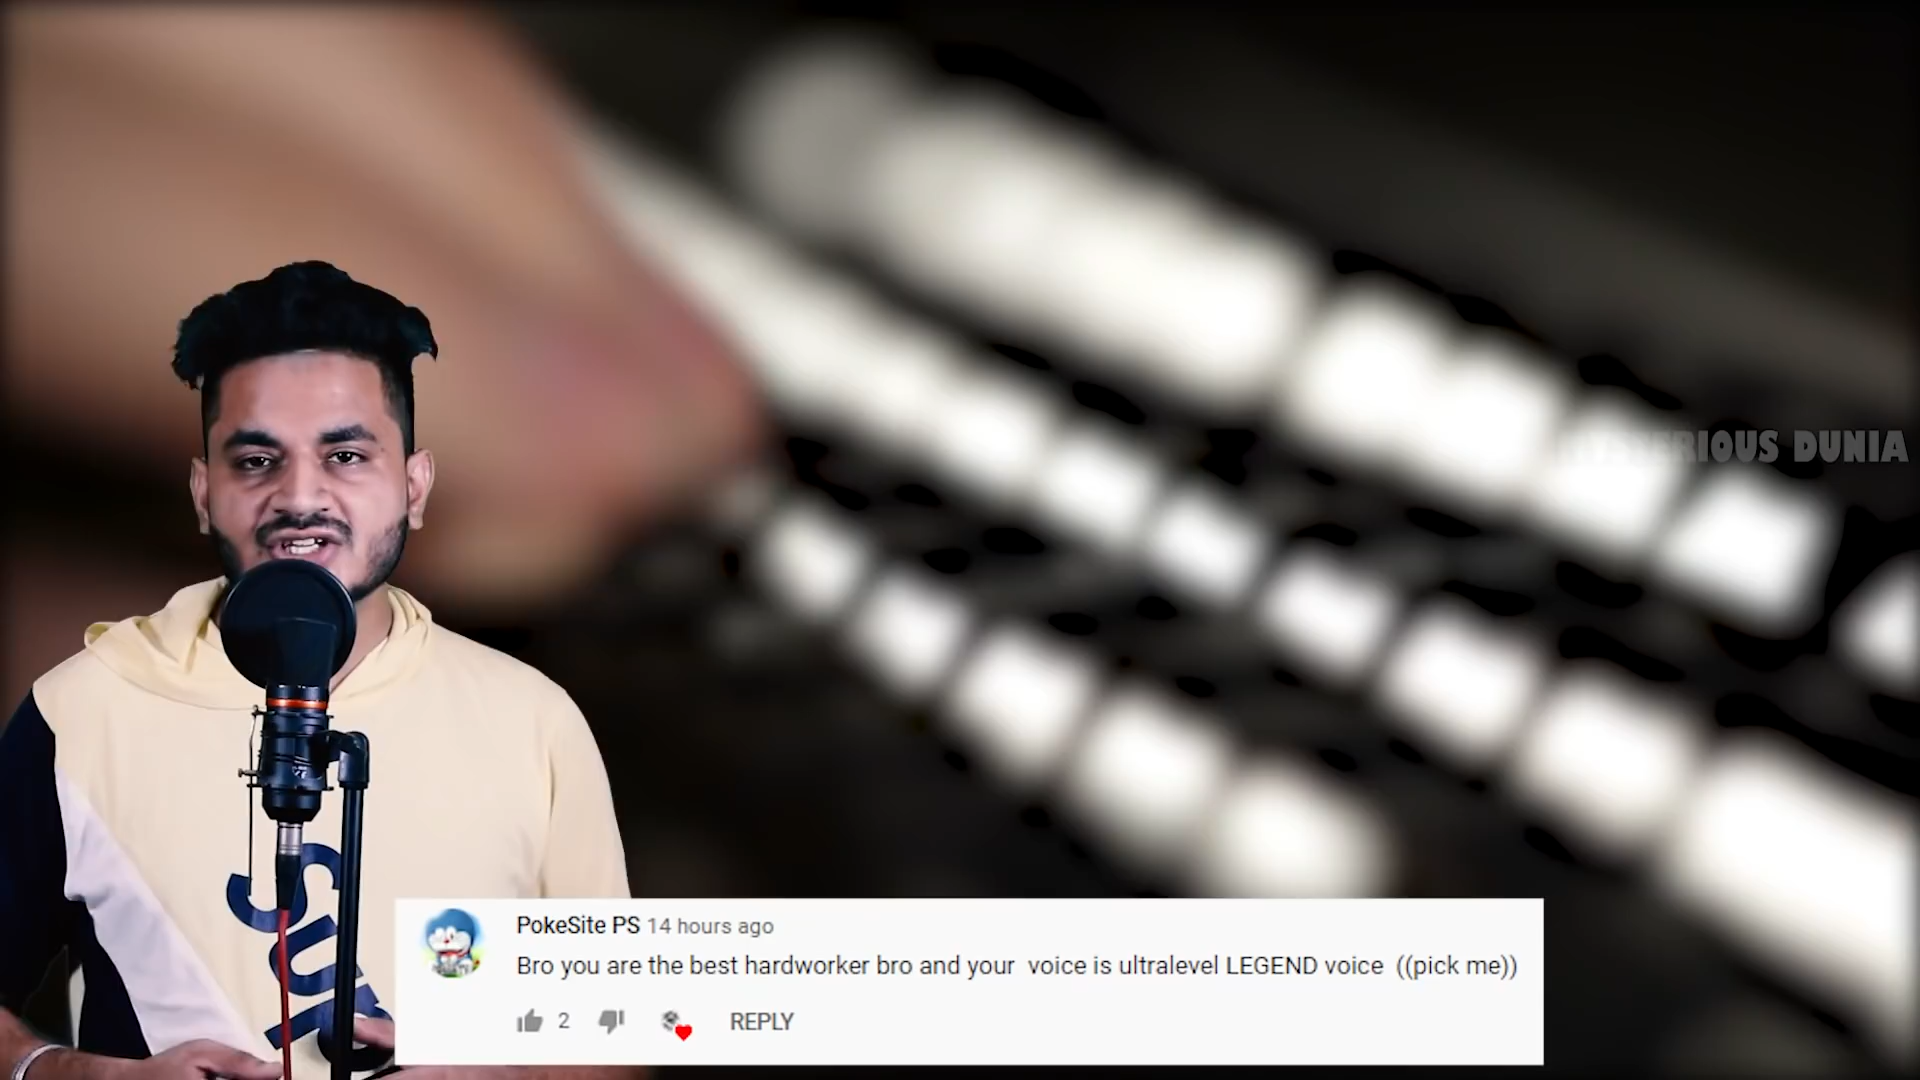 MYSTERIOUS DUNIA
PokeSite PS 14 hours ago
Bro you are the best hardworker bro and your voice is ultralevel LEGEND voice ((pick me))
2
REPLY